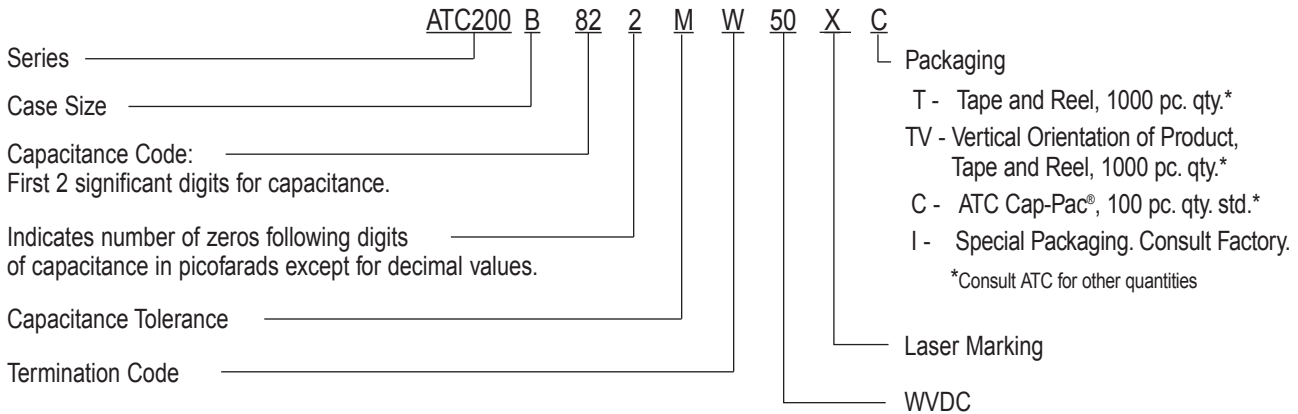 ATC200 B 82 2 M W 50 X C
Series
Case Size
Capacitance Code:
First 2 significant digits for capacitance.
Indicates number of zeros following digits
of capacitance in picofarads except for decimal values.
Capacitance Tolerance
Termination Code
Packaging
T - Tape and Reel, 1000 pc. qty.*
TV - Vertical Orientation of Product,
Tape and Reel, 1000 pc. qty.*
C - ATC Cap-Pac®, 100 pc. qty. std.*
I - Special Packaging. Consult Factory.
*Consult ATC for other quantities
Laser Marking
WVDC